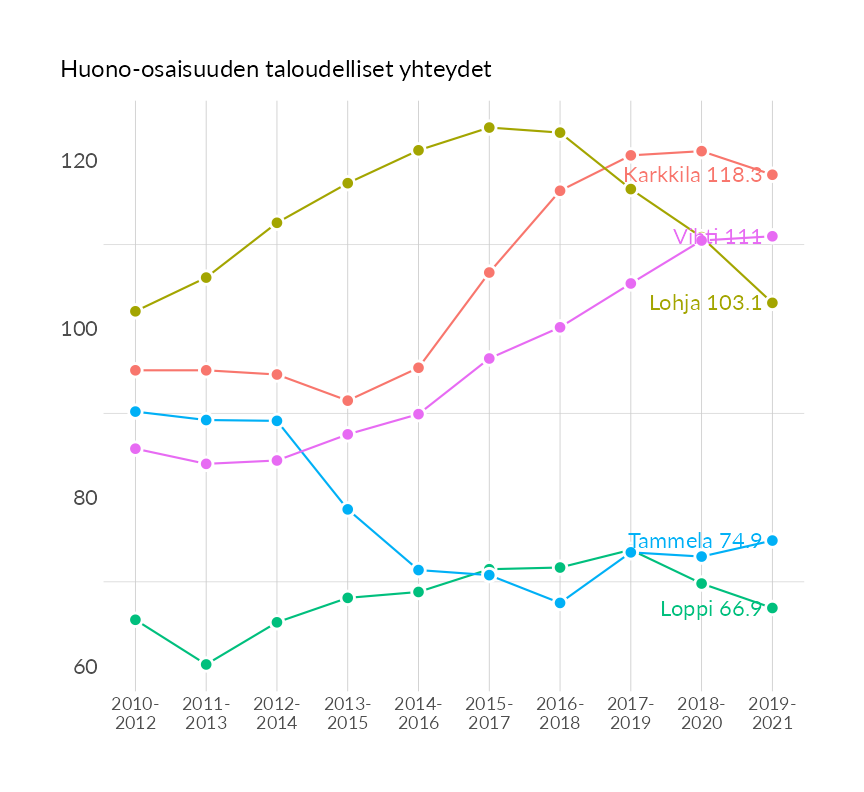 Huono-osaisuuden taloudelliset yhteydet
120
100
80
60
Karkkila 118.3
Vihti 111
Lohja 103.1
Tammela 74.9
Loppi 66.9
2010- 2011- 2012- 2013- 2014- 2015- 2016- 2017- 2018- 2019-
2012 2013 2014 2015 2016 2017 2018 2019 2020 2021